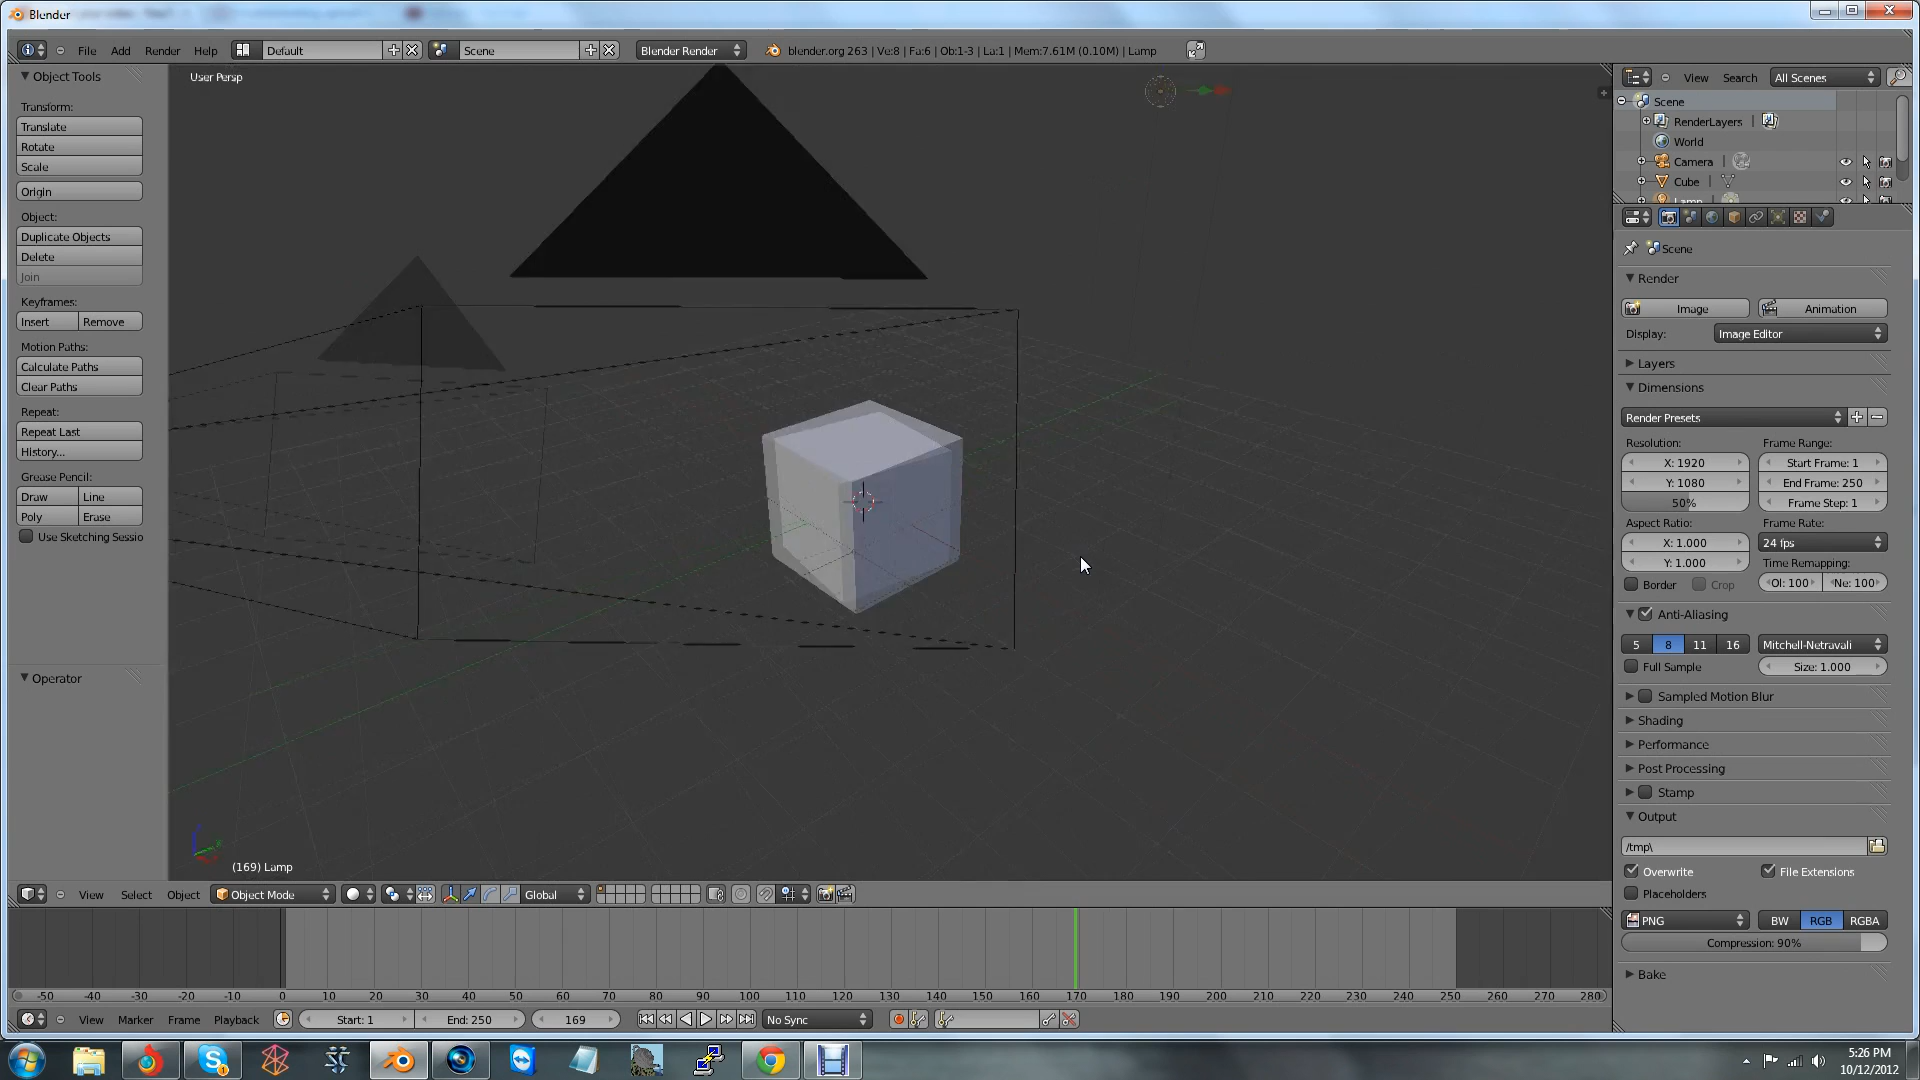 Blender
File Add Render Help Default Scene Blender Render blender.org 263 | Ve:8 | Fa:6 | Ob:1-3 | La:1 | Mem:7.61M (0.10M) | Lamp
Object Tools
Transform:
Translate
Rotate
Scale
Origin
Object:
Duplicate Objects
Delete
Join
Keyframes:
Insert Remove
Motion Paths:
Calculate Paths
Clear Paths
Repeat:
Repeat Last
History...
Grease Pencil:
Draw Line
Poly Erase
Use Sketching Sessio
Operator
User Persp
(169) Lamp
View Search All Scenes
Scene
RenderLayers
World
Camera
Cube
Lamp
Scene
Render
Image Animation
Display: Image Editor
Layers
Dimensions
Render Presets
Resolution: Frame Range:
X: 1920 Start Frame: 1
Y: 1080 End Frame: 250
50% Frame Step: 1
Aspect Ratio: Frame Rate:
X: 1.000 24 fps
Y: 1.000 Time Remapping:
Border Crop Ol: 100 Ne: 100
Anti-Aliasing
5 8 11 16 Mitchell-Netravali
Full Sample Size: 1.000
Sampled Motion Blur
Shading
Performance
Post Processing
Stamp
Output
/tmp\
Overwrite File Extensions
Placeholders
PNG BW RGB RGBA
Compression: 90%
Bake
View Select Object Object Mode Global
-50 -40 -30 -20 -10 0 10 20 30 40 50 60 70 80 90 100 110 120 130 140 150 160 170 180 190 200 210 220 230 240 250 260 270 280
View Marker Frame Playback Start: 1 End: 250 169 No Sync
5:26 PM
10/12/2012